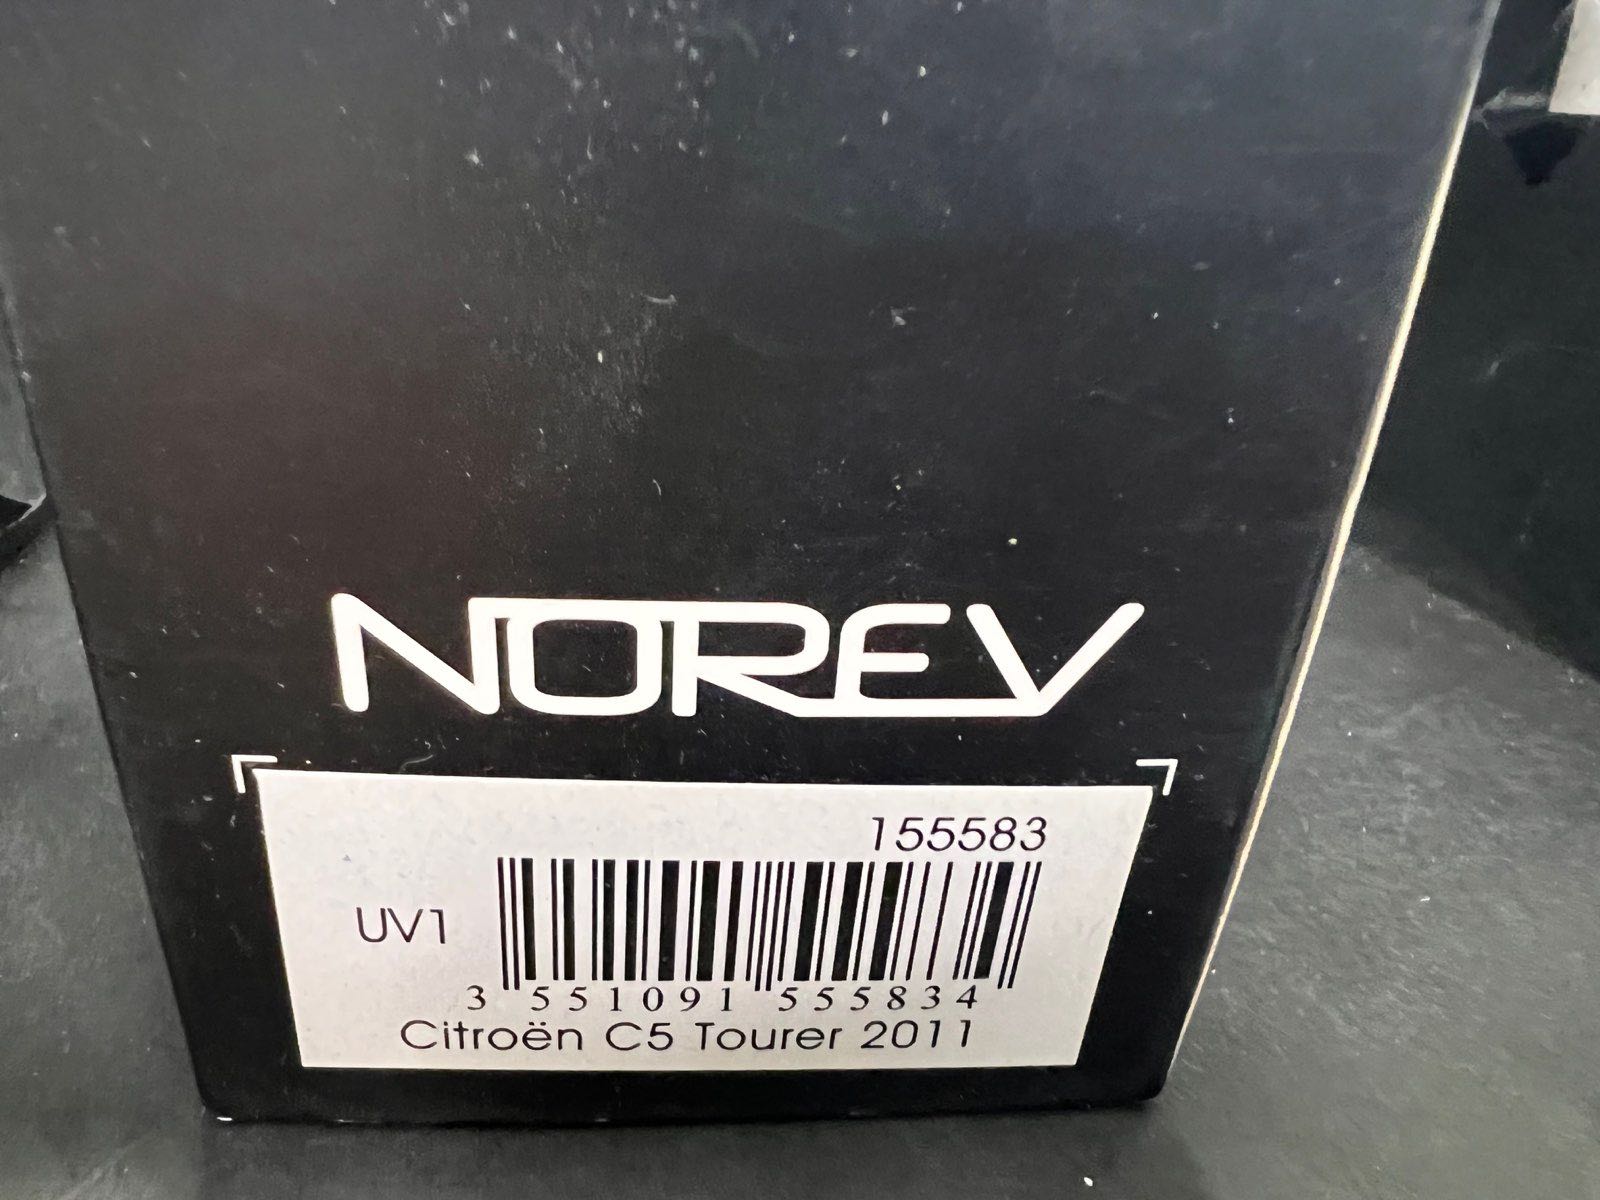 NOREV
155583
UV1
3 551091 555834
Citroën C5 Tourer 2011